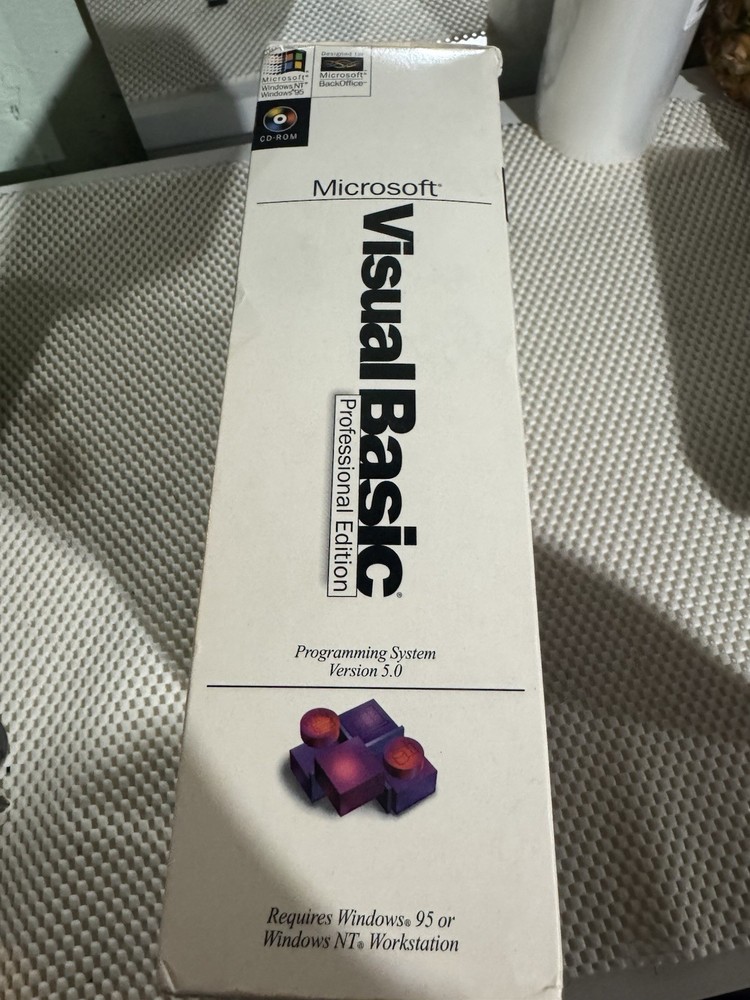 Microsoft®
Windows NT®
Windows®95
Designed for
Microsoft®
BackOffice™
CD-ROM
Microsoft®
Visual Basic®
Professional Edition
Programming System
Version 5.0
Requires Windows® 95 or
Windows NT® Workstation